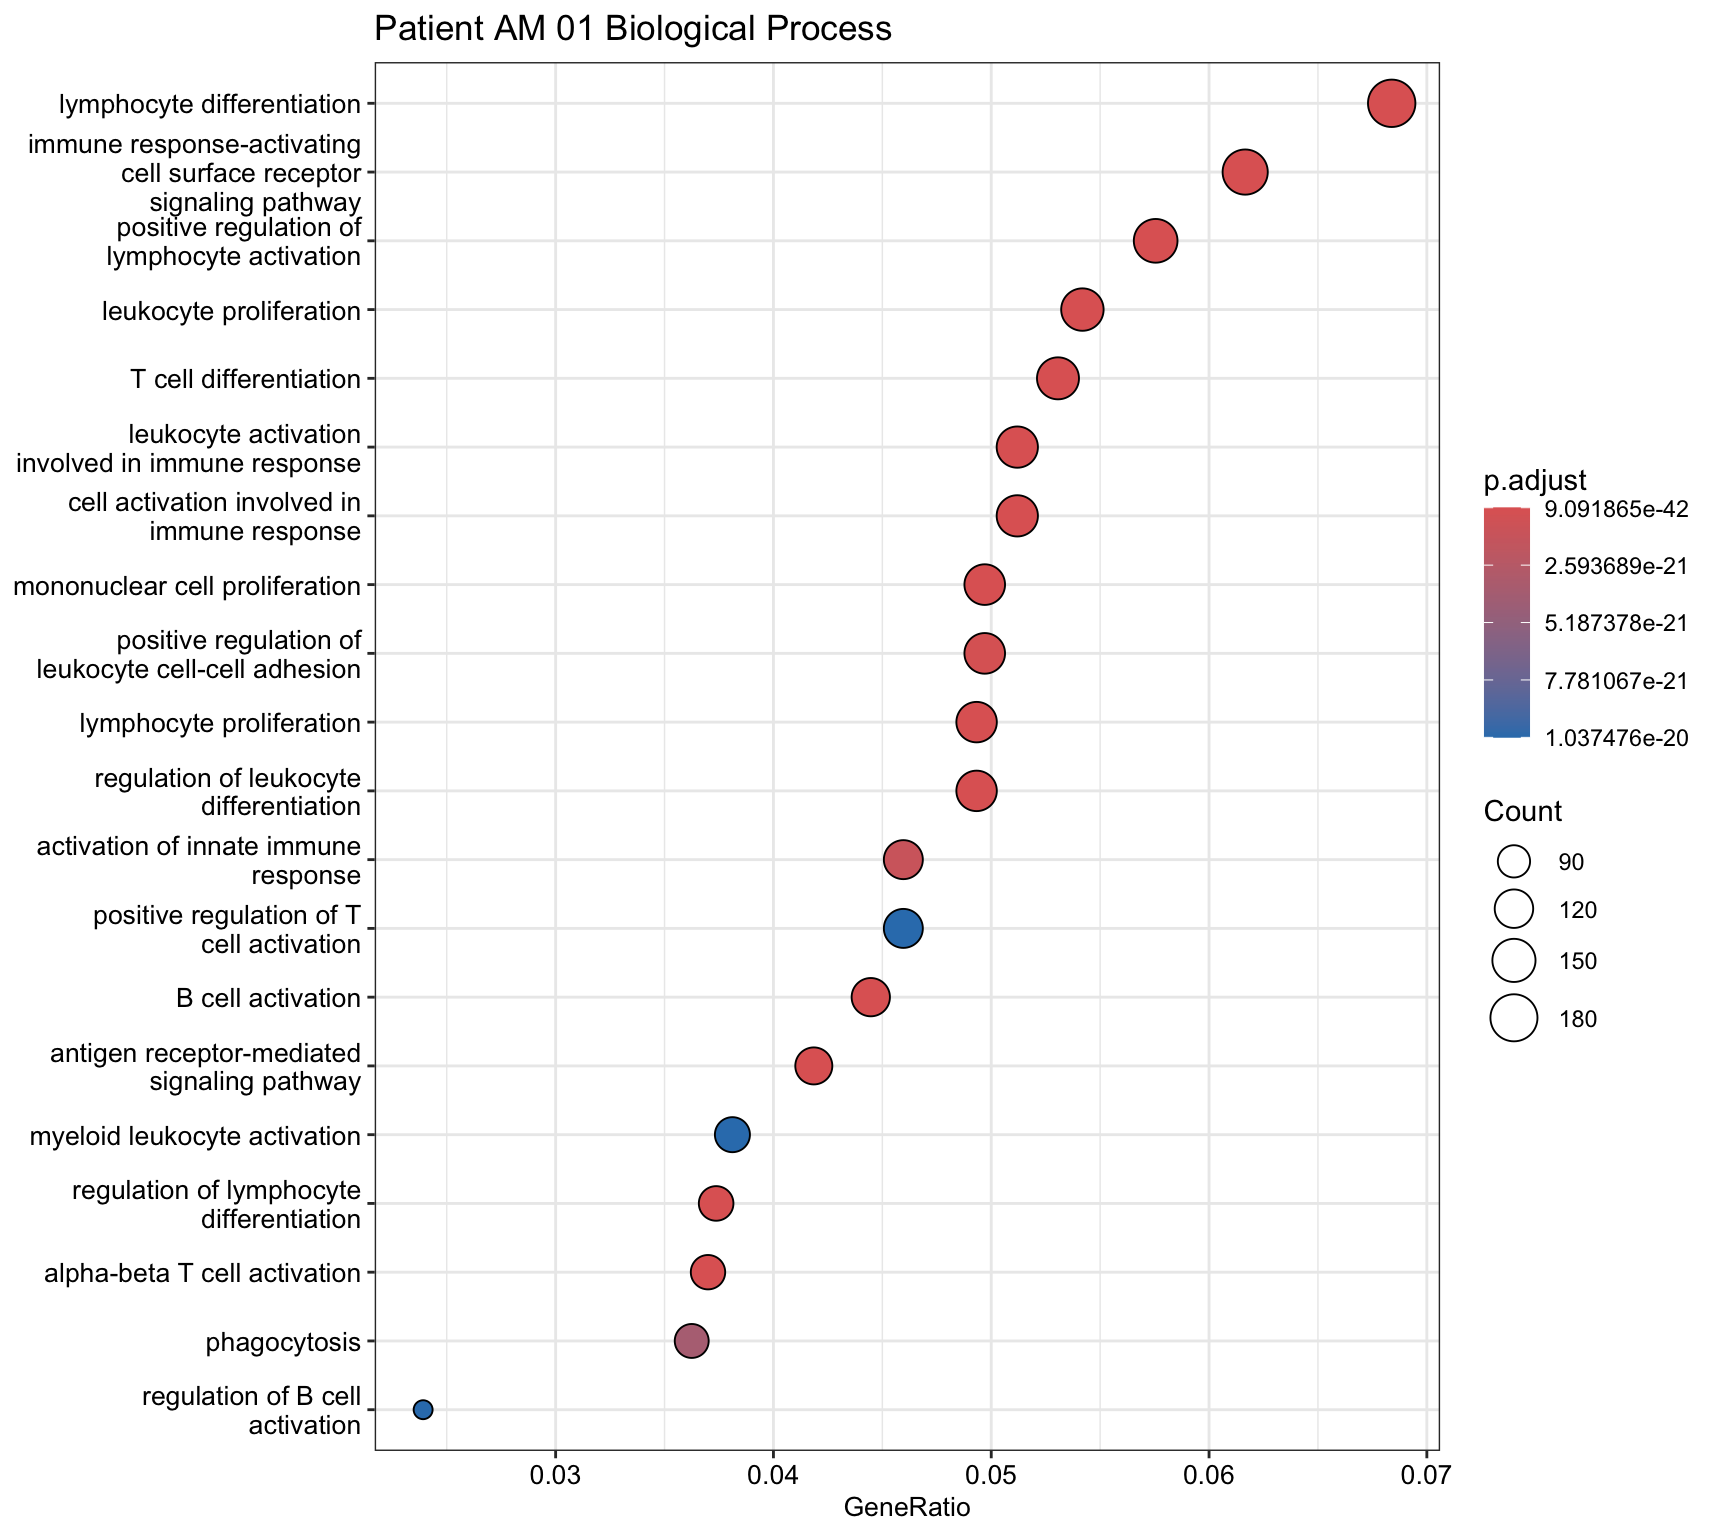 Patient AM 01 Biological Process
lymphocyte differentiation
immune response-activating
cell surface receptor
signaling pathway
positive regulation of
lymphocyte activation
leukocyte proliferation
T cell differentiation
leukocyte activation
involved in immune response
cell activation involved in
immune response
mononuclear cell proliferation
positive regulation of
leukocyte cell-cell adhesion
lymphocyte proliferation
regulation of leukocyte
differentiation
activation of innate immune
response
positive regulation of T
cell activation
B cell activation
antigen receptor-mediated
signaling pathway
myeloid leukocyte activation
regulation of lymphocyte
differentiation
alpha-beta T cell activation
phagocytosis
regulation of B cell
activation
0.03 0.04 0.05 0.06 0.07
GeneRatio
p.adjust
9.091865e-42
2.593689e-21
5.187378e-21
7.781067e-21
1.037476e-20
Count
90
120
150
180